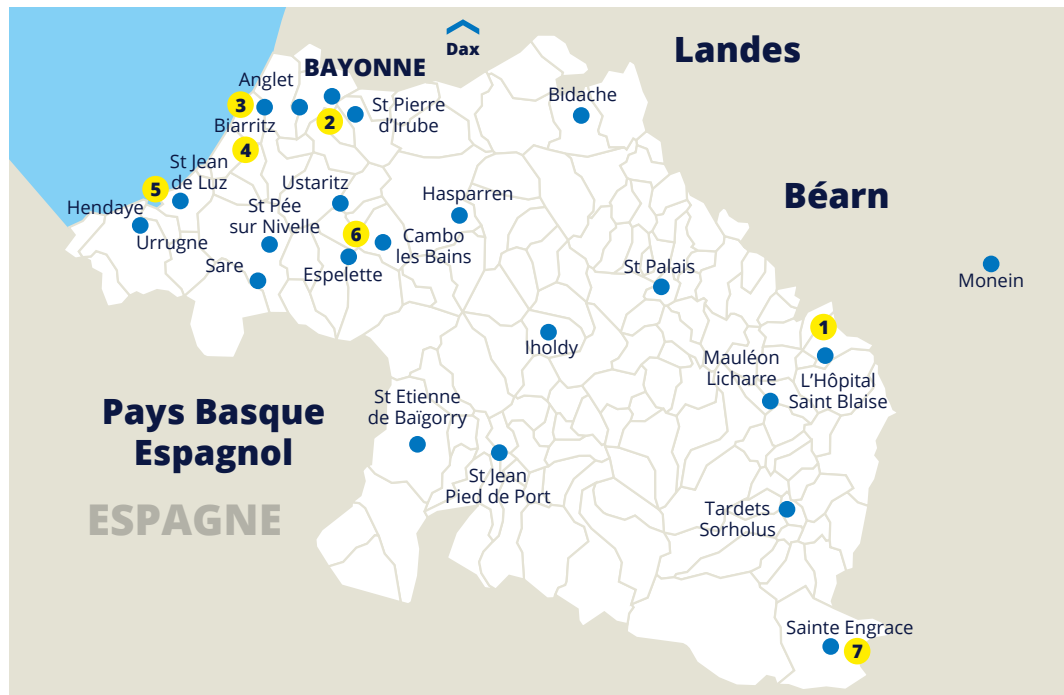 Dax
Landes
BAYONNE
Anglet
Bidache
3
St Pierre
d'Irube
2
Biarritz
4
St Jean
de Luz
5
Ustaritz
Hasparren
Béarn
Hendaye
St Pée
sur Nivelle
6
Urrugne
Cambo
les Bains
Sare
Espelette
St Palais
Monein
1
Iholdy
Mauléon
Licharre
L'Hôpital
Saint Blaise
Pays Basque
Espagnol
St Etienne
de Baïgorry
St Jean
Pied de Port
ESPAGNE
Tardets
Sorholus
Sainte Engrace
7